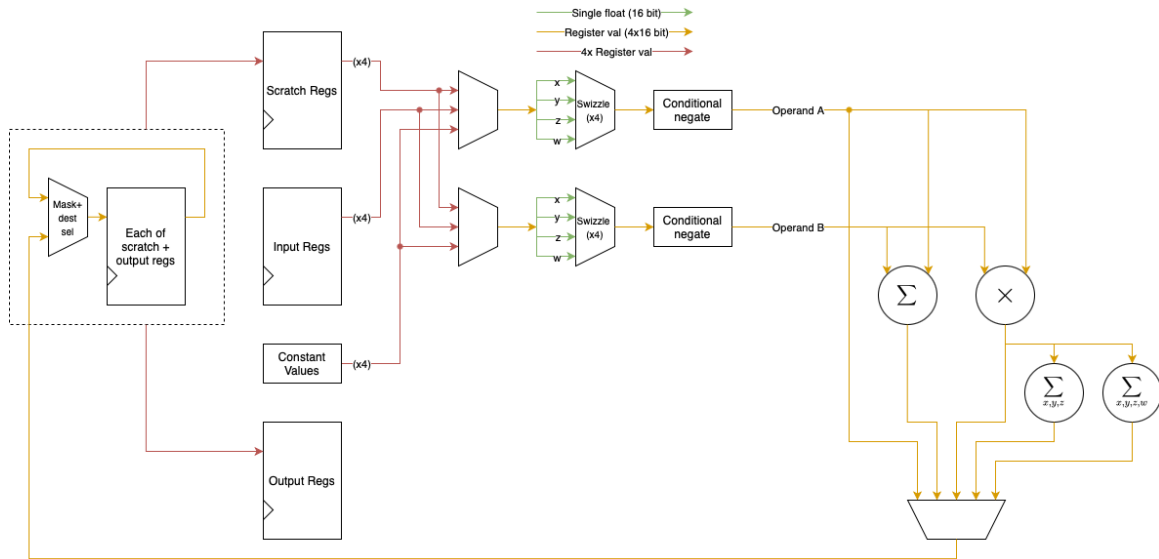 Single float (16 bit)
Register val (4x16 bit)
4x Register val
Scratch Regs
(x4)
x
y
z
w
Swizzle
(x4)
Conditional
negate
Operand A
Mask+
dest
sel
Each of
scratch +
output regs
Input Regs
(x4)
x
y
z
w
Swizzle
(x4)
Conditional
negate
Operand B
∑
×
Constant
Values
(x4)
∑
x,y,z
∑
x,y,z,w
Output Regs